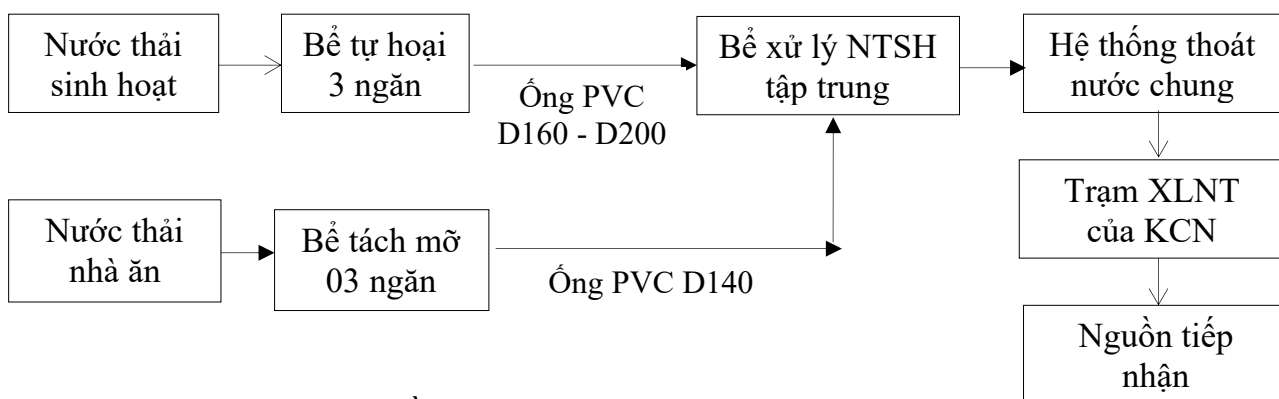 Nước thải
sinh hoạt
Bể tự hoại
3 ngăn
Ống PVC
D160 - D200
Bể xử lý NTSH
tập trung
Hệ thống thoát
nước chung
Nước thải
nhà ăn
Bể tách mỡ
03 ngăn
Ống PVC D140
Trạm XLNT
của KCN
Nguồn tiếp
nhận